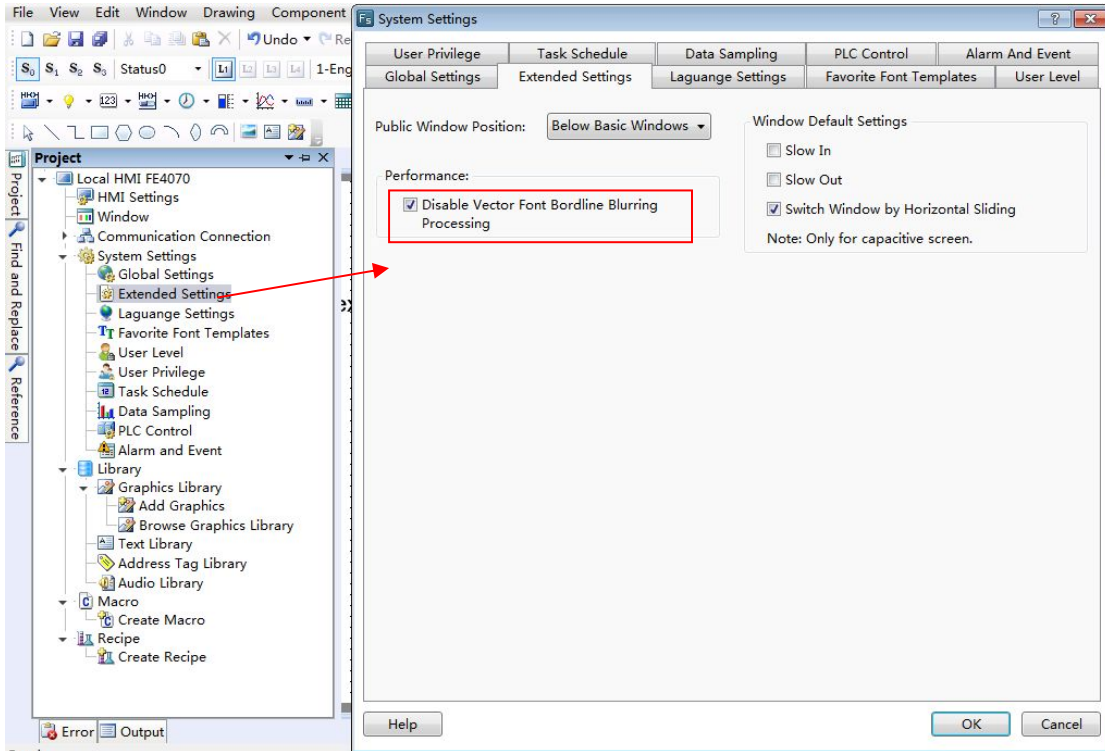 File View Edit Window Drawing Component
Fs System Settings
Undo Re
S0 S1 S2 S3 Status0 L1 L2 L3 L4 1-Eng
Project
Find and Replace
Reference
Project
Local HMI FE4070
HMI Settings
Window
Communication Connection
System Settings
Global Settings
Extended Settings
Laguange Settings
Favorite Font Templates
User Level
User Privilege
Task Schedule
Data Sampling
PLC Control
Alarm and Event
Library
Graphics Library
Add Graphics
Browse Graphics Library
Text Library
Address Tag Library
Audio Library
Macro
Create Macro
Recipe
Create Recipe
Error Output
User Privilege Task Schedule Data Sampling PLC Control Alarm And Event
Global Settings Extended Settings Laguange Settings Favorite Font Templates User Level
Public Window Position: Below Basic Windows
Performance:
Disable Vector Font Bordline Blurring
Processing
Window Default Settings
Slow In
Slow Out
Switch Window by Horizontal Sliding
Note: Only for capacitive screen.
Help OK Cancel